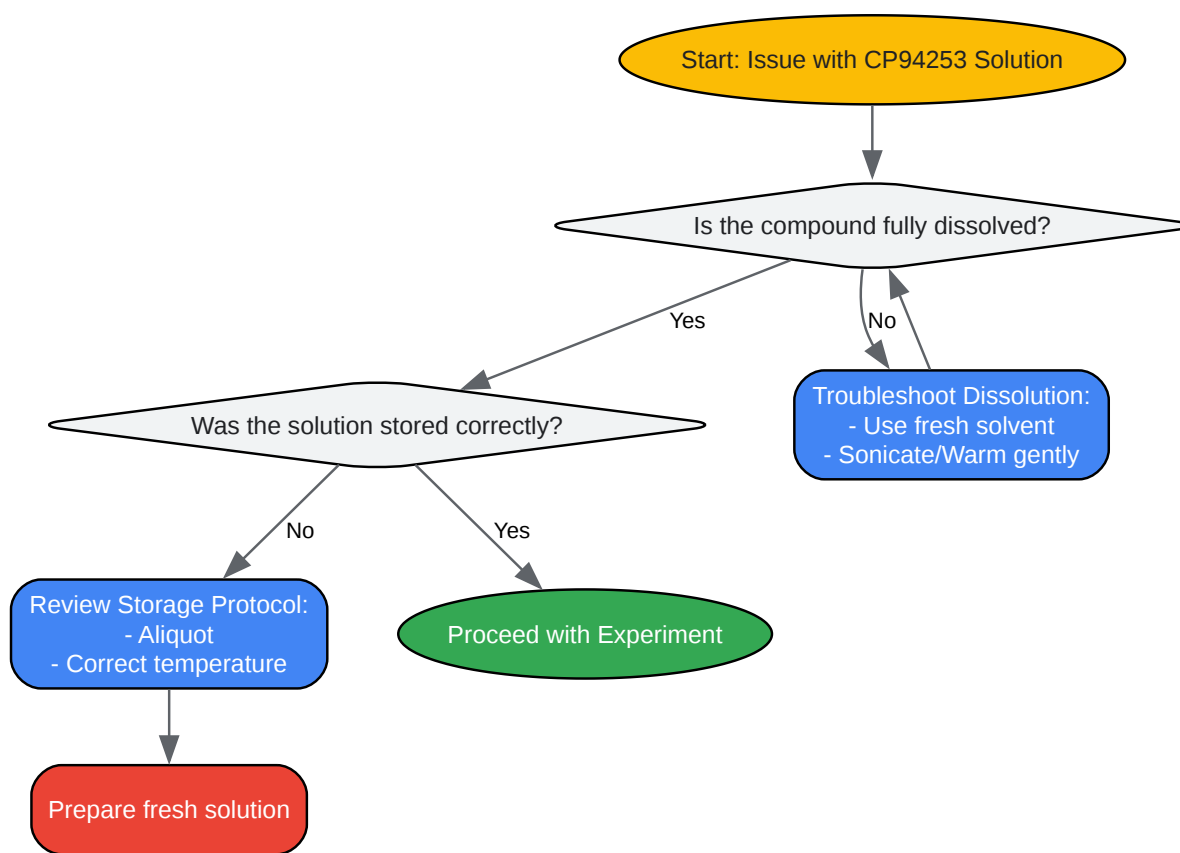 Start: Issue with CP94253 Solution
Is the compound fully dissolved?
Yes
No
Troubleshoot Dissolution:
- Use fresh solvent
- Sonicate/Warm gently
Was the solution stored correctly?
No
Yes
Review Storage Protocol:
- Aliquot
- Correct temperature
Proceed with Experiment
Prepare fresh solution